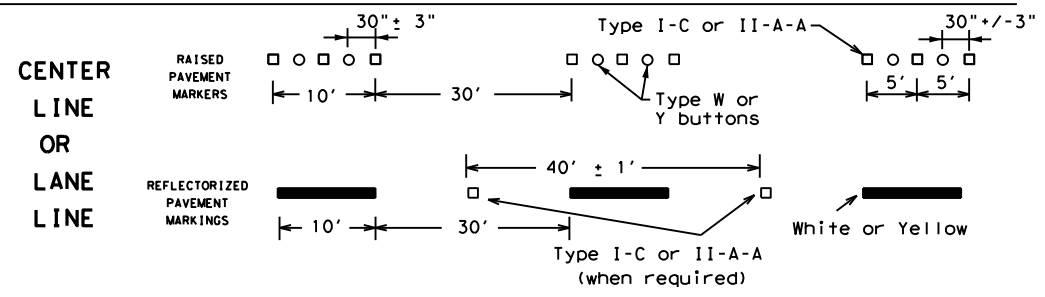 CENTER
LINE
OR
LANE
LINE
RAISED
PAVEMENT
MARKERS
30"± 3"
10'
30'
Type I-C or II-A-A
30"+/-3"
5'
5'
Type W or
Y buttons
REFLECTORIZED
PAVEMENT
MARKINGS
40' ± 1'
10'
30'
Type I-C or II-A-A
(when required)
White or Yellow